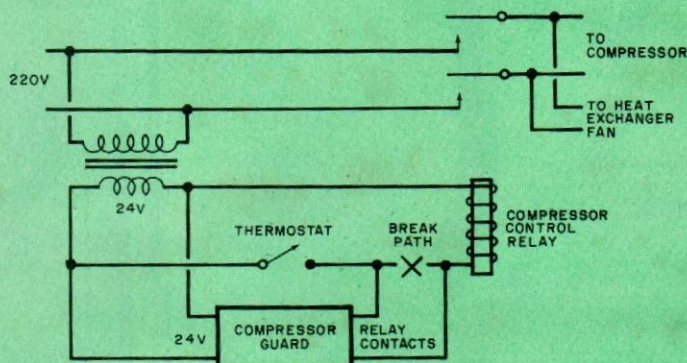 TO
COMPRESSOR
220V
TO HEAT
EXCHANGER
FAN
24V
THERMOSTAT
BREAK
PATH
COMPRESSOR
CONTROL
RELAY
24V
COMPRESSOR
GUARD
RELAY
CONTACTS